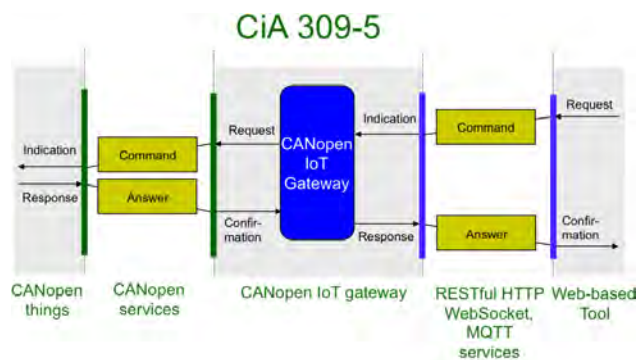 CiA 309-5
Request
Indication
Request
Command
CANopen
IoT
Gateway
Indication
Command
Response
Answer
Confir-
mation
Response
Answer
Confir-
mation
CANopen
things
CANopen
services
CANopen IoT gateway
RESTful HTTP
WebSocket,
MQTT
services
Web-based
Tool